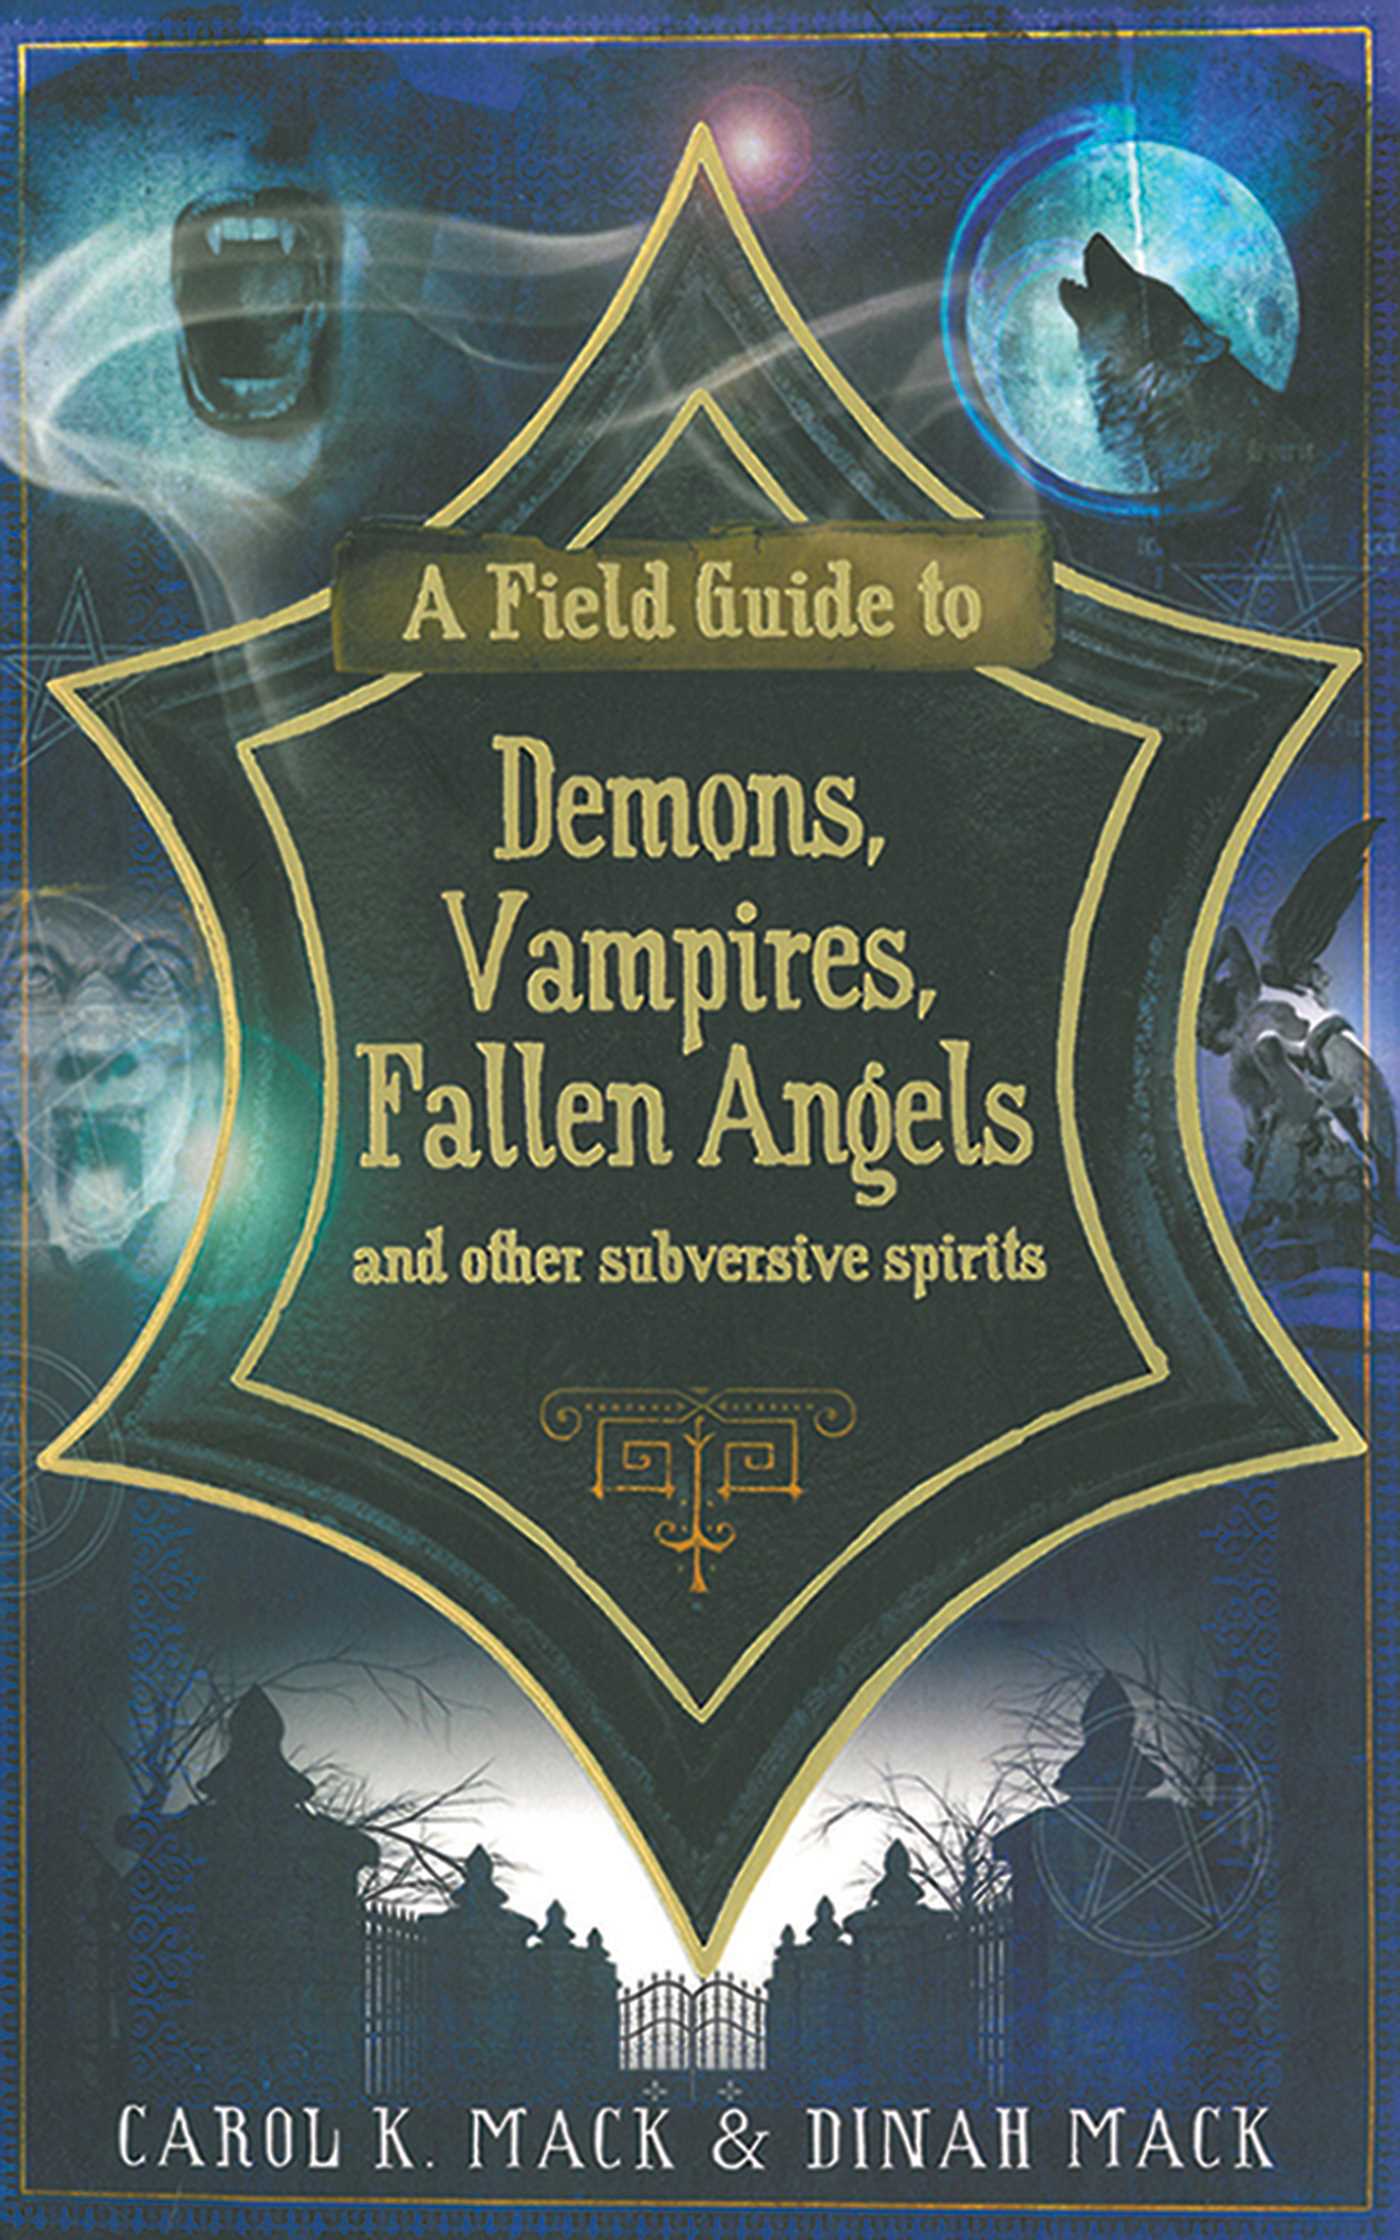 A Field Guide to
Demons,
Vampires,
Fallen Angels
and other subversive spirits
CAROL K. MACK & DINAH MACK